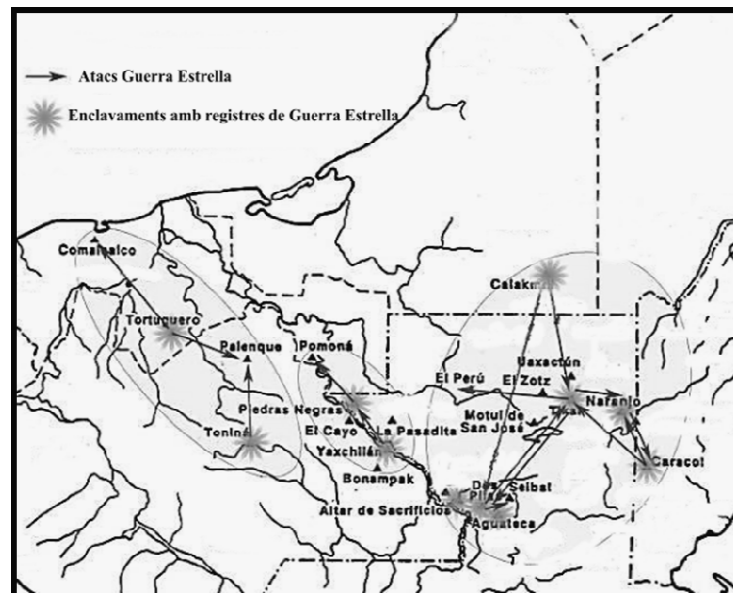 Atacs Guerra Estrella
Enclavaments amb registres de Guerra Estrella
Comalcalco
Calakmul
Tortuguero
Palenque
Pomoná
Uaxactún
El Perú
El Zotz
Tikal
Naranjo
Piedras Negras
Motul de
San José
El Cayo
La Pasadita
Toniná
Yaxchilán
Bonampak
Caracol
Dos
Pilas
Seibal
Altar de Sacrificios
Aguateca